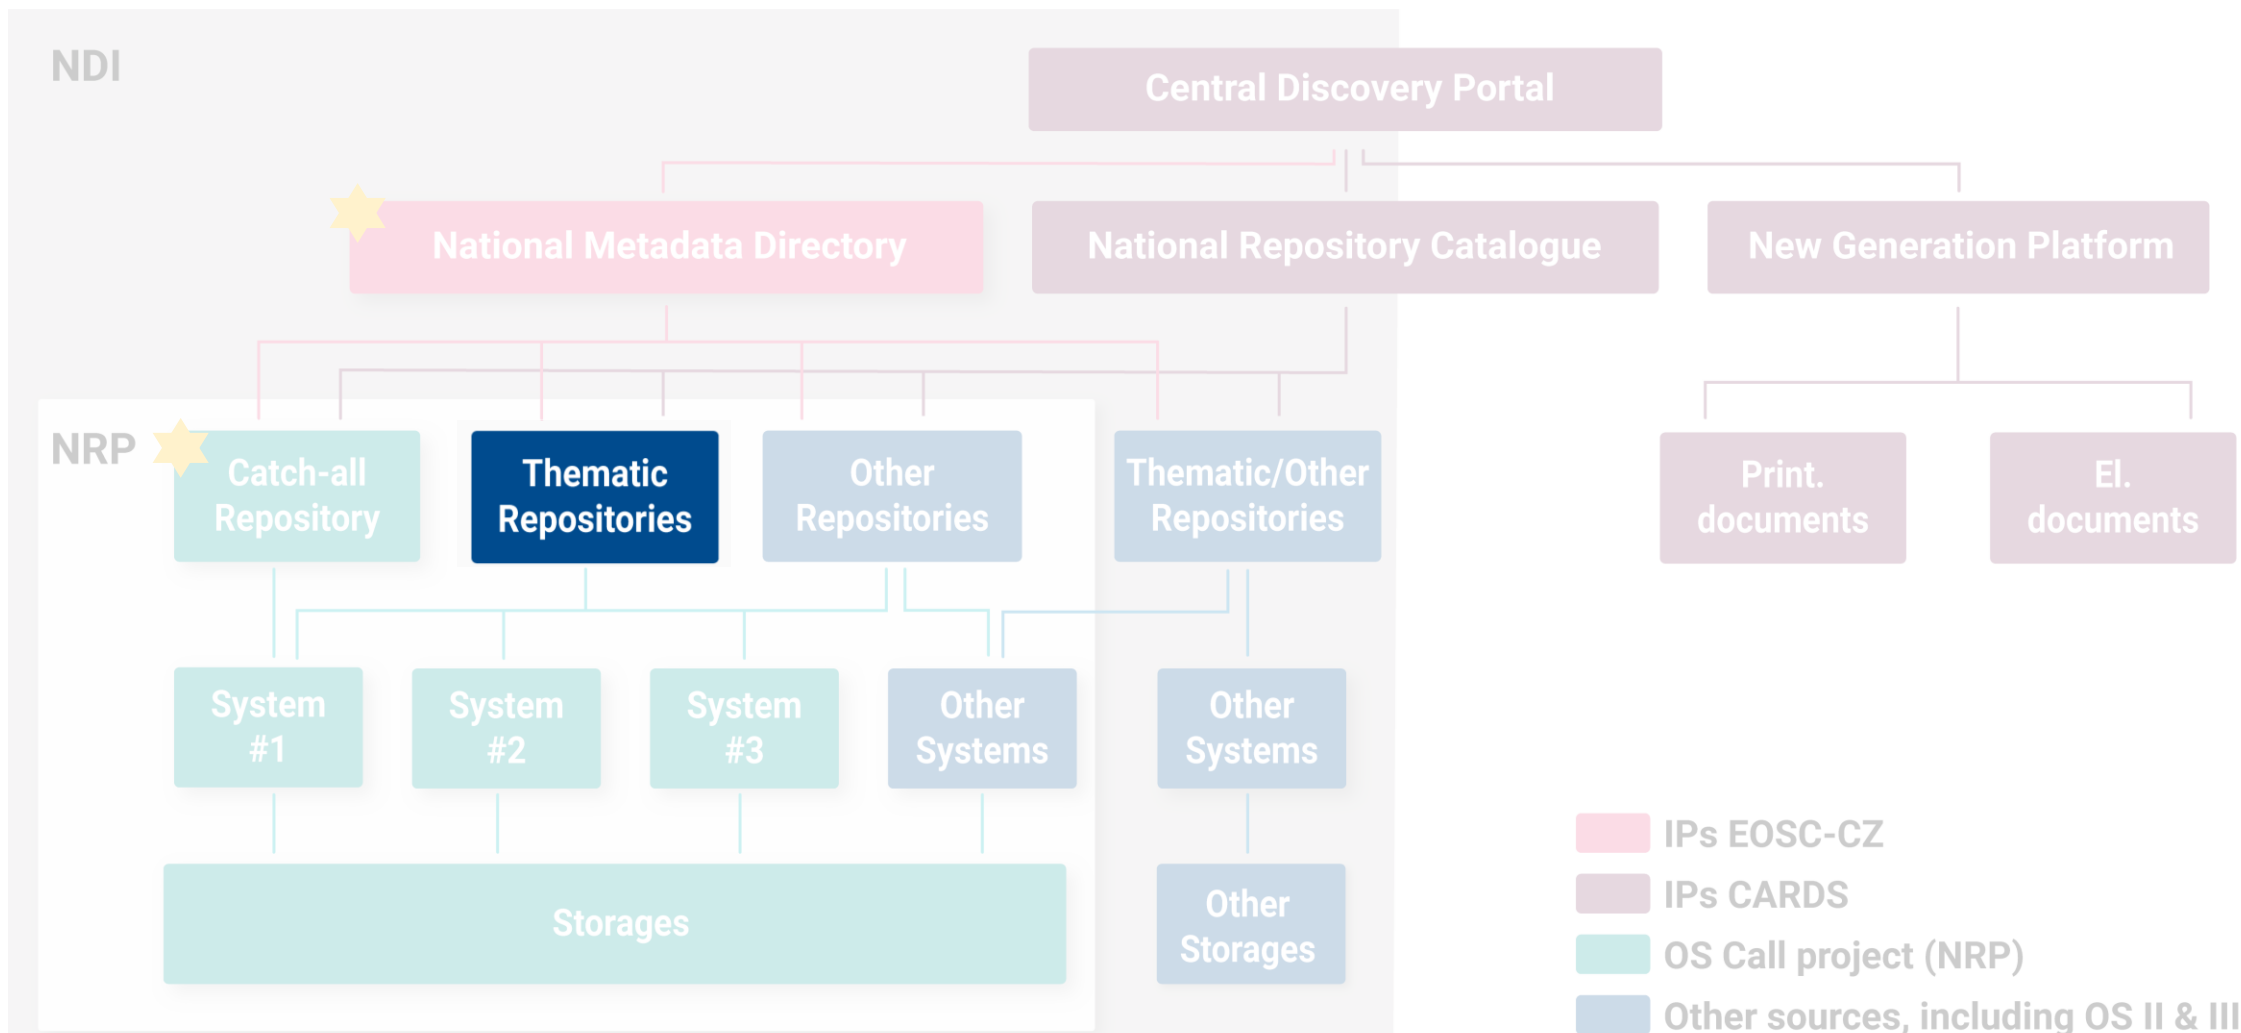 NDI
Central Discovery Portal
National Metadata Directory
National Repository Catalogue
New Generation Platform
NRP
Catch-all
Repository
Thematic
Repositories
Other
Repositories
Thematic/Other
Repositories
Print.
documents
El.
documents
System
#1
System
#2
System
#3
Other
Systems
Other
Systems
Storages
Other
Storages
IPs EOSC-CZ
IPs CARDS
OS Call project (NRP)
Other sources, including OS II & III